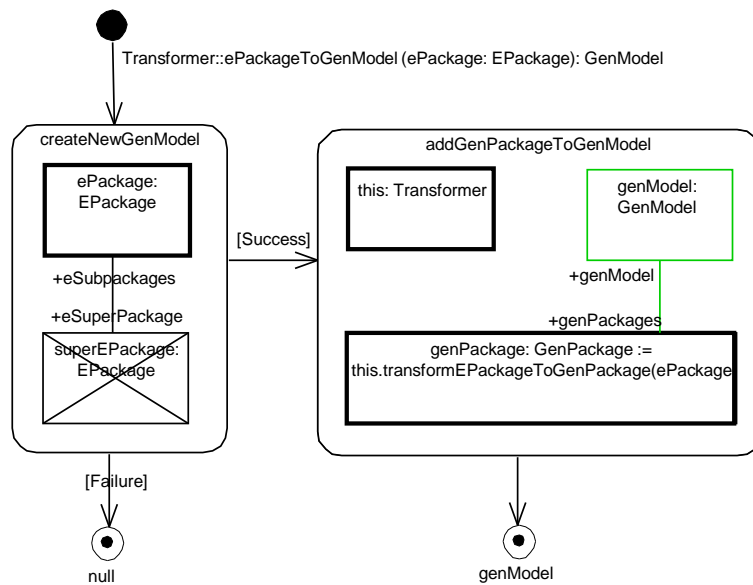 Transformer::ePackageToGenModel (ePackage: EPackage): GenModel
createNewGenModel
ePackage:
EPackage
+eSubpackages
+eSuperPackage
superEPackage:
EPackage
[Success]
[Failure]
null
addGenPackageToGenModel
this: Transformer
genModel:
GenModel
+genModel
+genPackages
genPackage: GenPackage :=
this.transformEPackageToGenPackage(ePackage
genModel